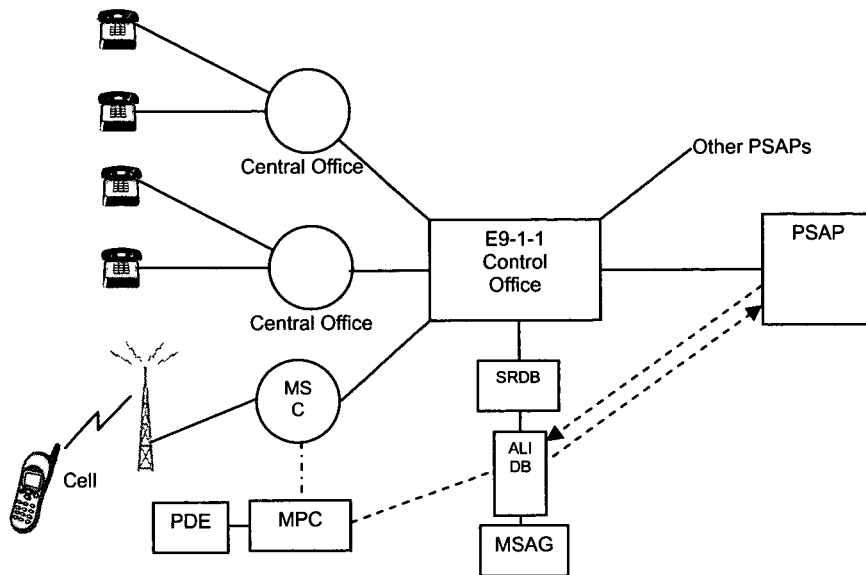 Central Office
Other PSAPs
E9-1-1
Control
Office
PSAP
Central Office
MS
C
SRDB
ALI
DB
Cell
PDE
MPC
MSAG